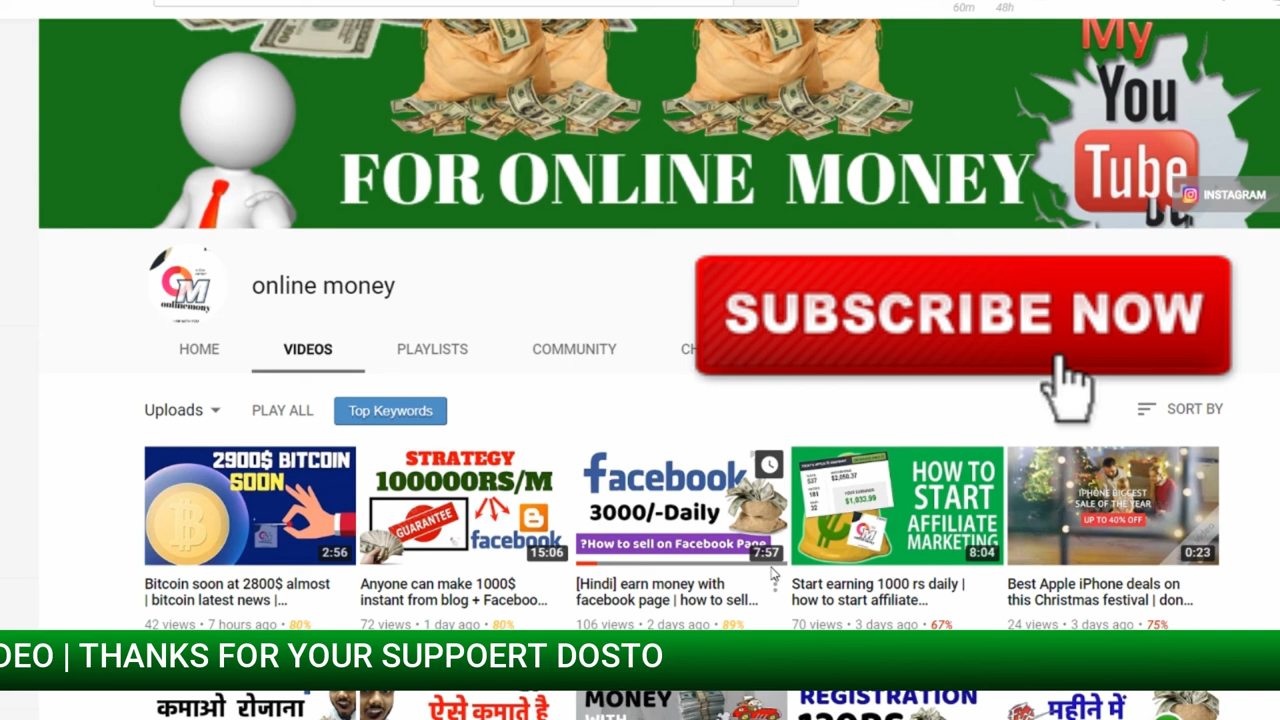 60m 48h
My
You
Tube
FOR ONLINE MONEY
INSTAGRAM
OM
onlinemony
online money
SUBSCRIBE NOW
HOME VIDEOS PLAYLISTS COMMUNITY CH
Uploads PLAY ALL Top Keywords SORT BY
2900$ BITCOIN
SOON
2:56
STRATEGY
100000RS/M
GUARANTEE
facebook
15:06
facebook
3000/-Daily
?How to sell on Facebook Page
7:57
HOW TO
START
AFFILIATE
MARKETING
8:04
IPHONE BIGGEST
SALE OF THE YEAR
UP TO 40% OFF
0:23
Bitcoin soon at 2800$ almost
| bitcoin latest news |...
42 views • 7 hours ago • 80%
Anyone can make 1000$
instant from blog + Faceboo...
72 views • 1 day ago • 80%
[Hindi] earn money with
facebook page | how to sell...
106 views • 2 days ago • 89%
Start earning 1000 rs daily |
how to start affiliate...
70 views • 3 days ago • 67%
Best Apple iPhone deals on
this Christmas festival | don...
24 views • 3 days ago • 75%
DEO | THANKS FOR YOUR SUPPOERT DOSTO
कमाओ रोजाना
ऐसे कमाते है
MONEY
WITH
REGISTRATION
महीने में